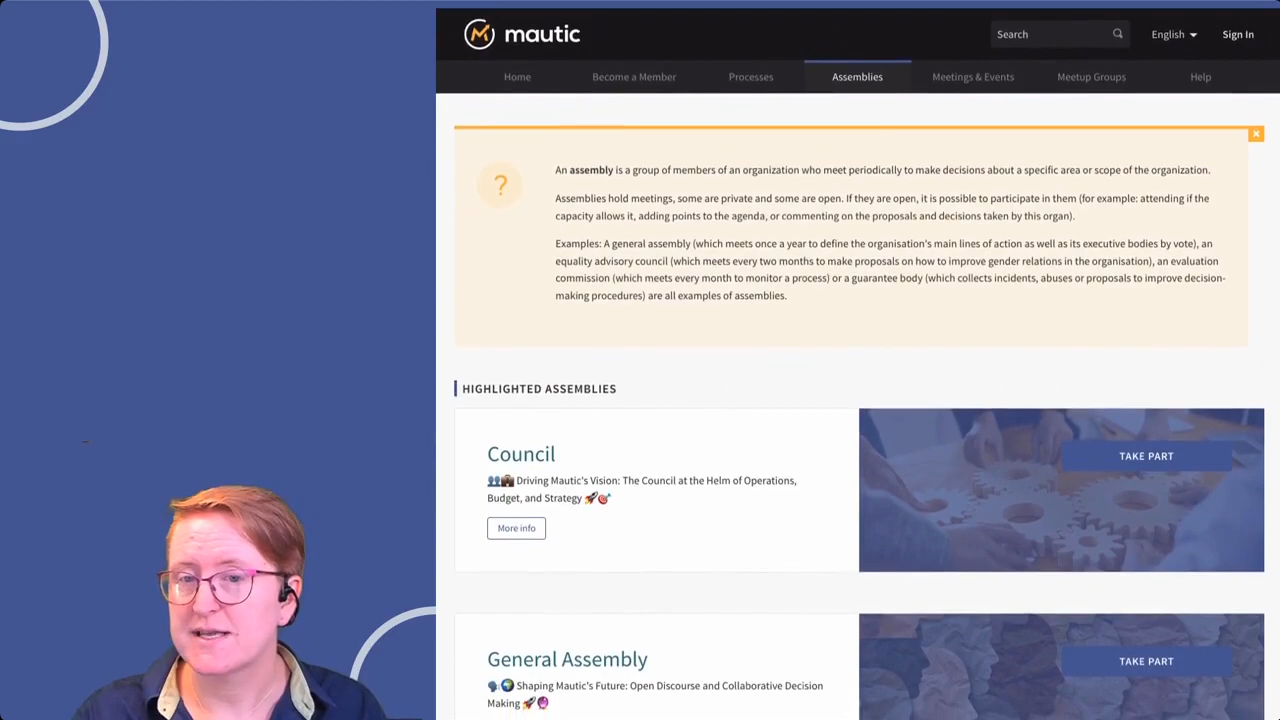 mautic
Search
English
Sign In
Home
Become a Member
Processes
Assemblies
Meetings & Events
Meetup Groups
Help
?
An assembly is a group of members of an organization who meet periodically to make decisions about a specific area or scope of the organization.
Assemblies hold meetings, some are private and some are open. If they are open, it is possible to participate in them (for example: attending if the
capacity allows it, adding points to the agenda, or commenting on the proposals and decisions taken by this organ).
Examples: A general assembly (which meets once a year to define the organisation's main lines of action as well as its executive bodies by vote), an
equality advisory council (which meets every two months to make proposals on how to improve gender relations in the organisation), an evaluation
commission (which meets every month to monitor a process) or a guarantee body (which collects incidents, abuses or proposals to improve decision-
making procedures) are all examples of assemblies.
HIGHLIGHTED ASSEMBLIES
Council
👥💼 Driving Mautic's Vision: The Council at the Helm of Operations,
Budget, and Strategy 🚀🎯
More info
TAKE PART
General Assembly
🗣️🌍 Shaping Mautic's Future: Open Discourse and Collaborative Decision
Making 🚀🔮
TAKE PART